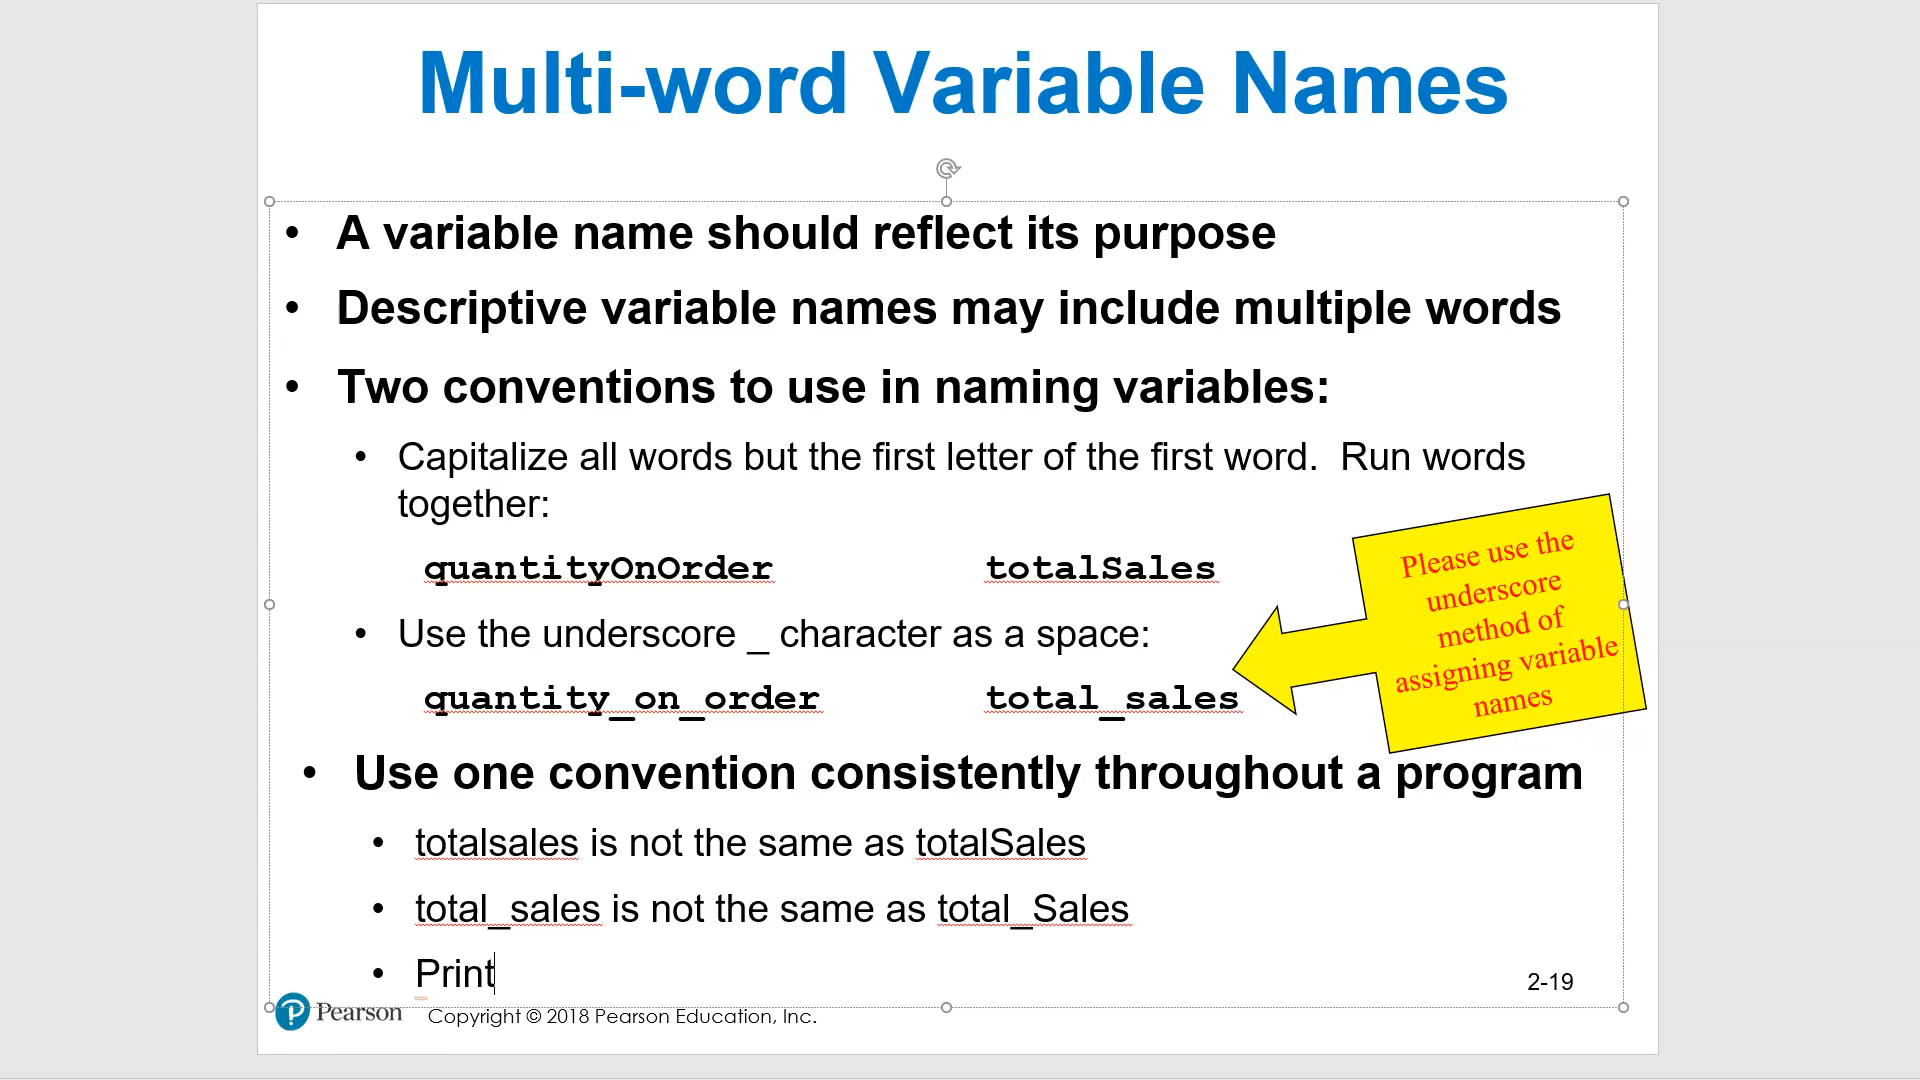 Multi-word Variable Names
• A variable name should reflect its purpose
• Descriptive variable names may include multiple words
• Two conventions to use in naming variables:
• Capitalize all words but the first letter of the first word.  Run words
together:
quantityOnOrder totalSales
• Use the underscore _ character as a space:
quantity_on_order total_sales
Please use the
underscore
method of
assigning variable
names
• Use one convention consistently throughout a program
• totalsales is not the same as totalSales
• total_sales is not the same as total_Sales
• Print
2-19
Pearson
Copyright © 2018 Pearson Education, Inc.